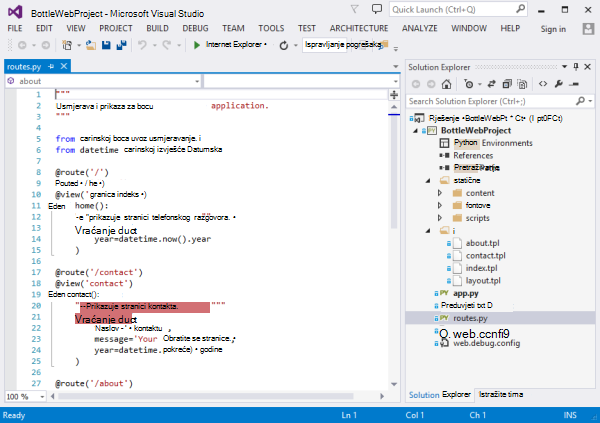 BottleWebProject - Microsoft Visual Studio
Quick Launch (Ctrl+;)
FILE EDIT VIEW PROJECT BUILD DEBUG TEAM TOOLS TEST ARCHITECTURE ANALYZE WINDOW HELP Sign in
Internet Explorer Ispravljanje pogrešaka
routes.py
about
1 """
2 Usmjerava i prikaza za bocu application.
3 """
4
5 from carinskoj boca uvoz usmjeravanje. i
6 from datetime carinskoj izvješće Datumska
7
8 @route('/')
9 Pouted • / he •)
10 @view(' granica indeks •)
11 Eden home():
12 -e "prikazuje stranici telefonskog razgovora. •
13 Vraćanje duct
14 year=datetime.now().year
15 )
16
17 @route('/contact')
18 @view('contact')
19 Eden contact():
20 "--Prikazuje stranici kontakta. """
21 Vraćanje duct
22 Naslov -' • kontaktu ,
23 message='Your Obratite se stranice.,
24 year=datetime. pokreće) • godine
25 )
26
27 @route('/about')
100 %
Solution Explorer
Search Solution Explorer (Ctrl+;)
Rješenje •BottleWebPt * Ct• (I pt0FCt)
BottleWebProject
Python Environments
References
statične
content
fontove
scripts
i
about.tpl
contact.tpl
index.tpl
layout.tpl
app.py
Preduvjeti txt D
routes.py
Q. web.ccnfi9
web.debug.config
Solution Explorer Istražite tima
Ready Ln 1 Col 1 Ch 1 INS